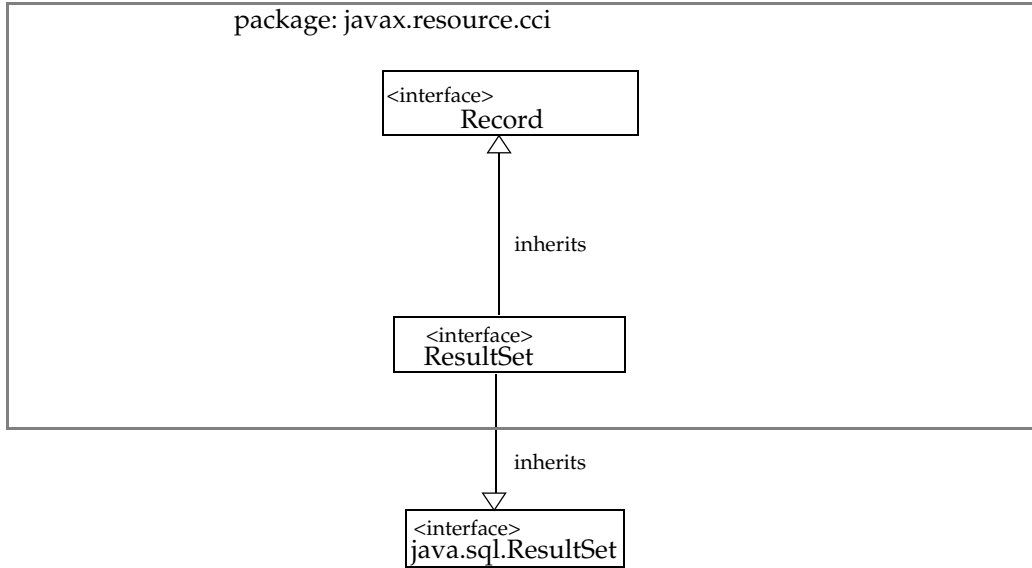 package: javax.resource.cci
<interface>
Record
inherits
<interface>
ResultSet
inherits
<interface>
java.sql.ResultSet